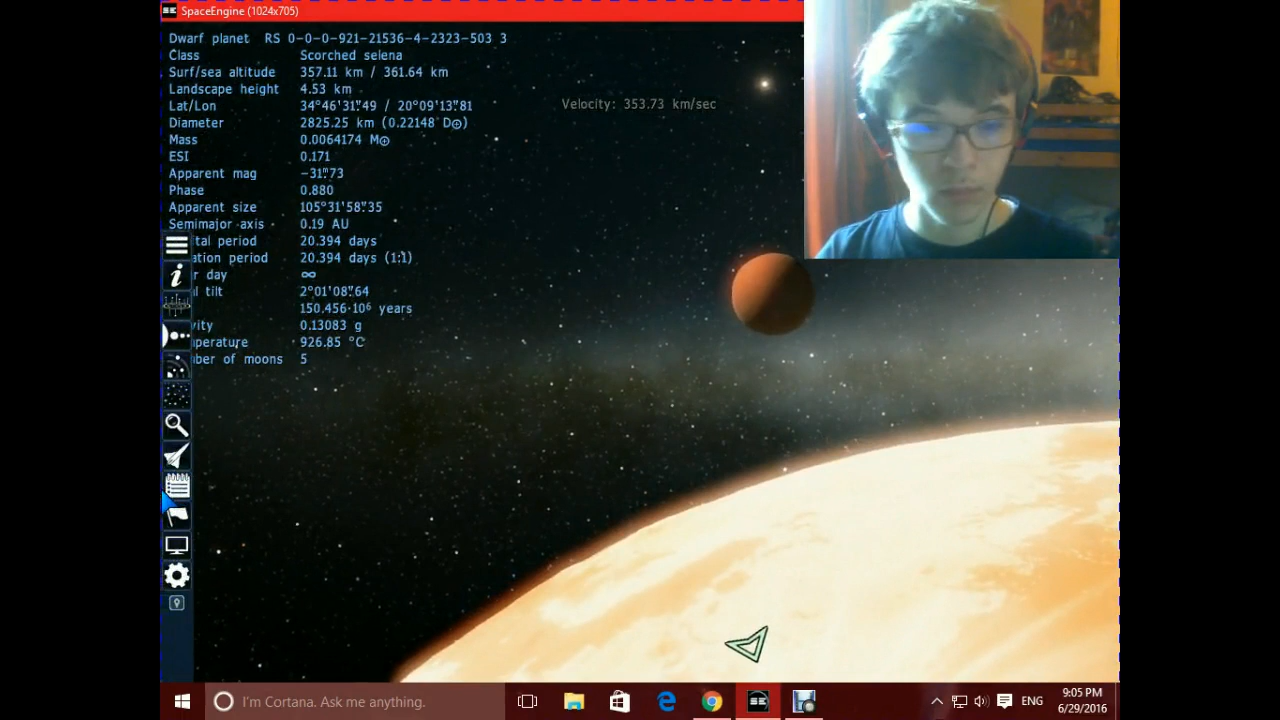 SpaceEngine (1024x705)
Dwarf planet RS 0-0-0-921-21536-4-2323-503 3
Class Scorched selena
Surf/sea altitude 357.11 km / 361.64 km
Landscape height 4.53 km
Lat/Lon 34°46'31"49 / 20°09'13"81
Diameter 2825.25 km (0.22148 D⊕)
Mass 0.0064174 M⊕
ESI 0.171
Apparent mag -31"73
Phase 0.880
Apparent size 105°31'58"35
Semimajor axis 0.19 AU
tal period 20.394 days
ation period 20.394 days (1:1)
r day ∞
l tilt 2°01'08"64
150.456·10⁶ years
vity 0.13083 g
perature 926.85 °C
ber of moons 5
Velocity: 353.73 km/sec
I'm Cortana. Ask me anything.
ENG
9:05 PM
6/29/2016